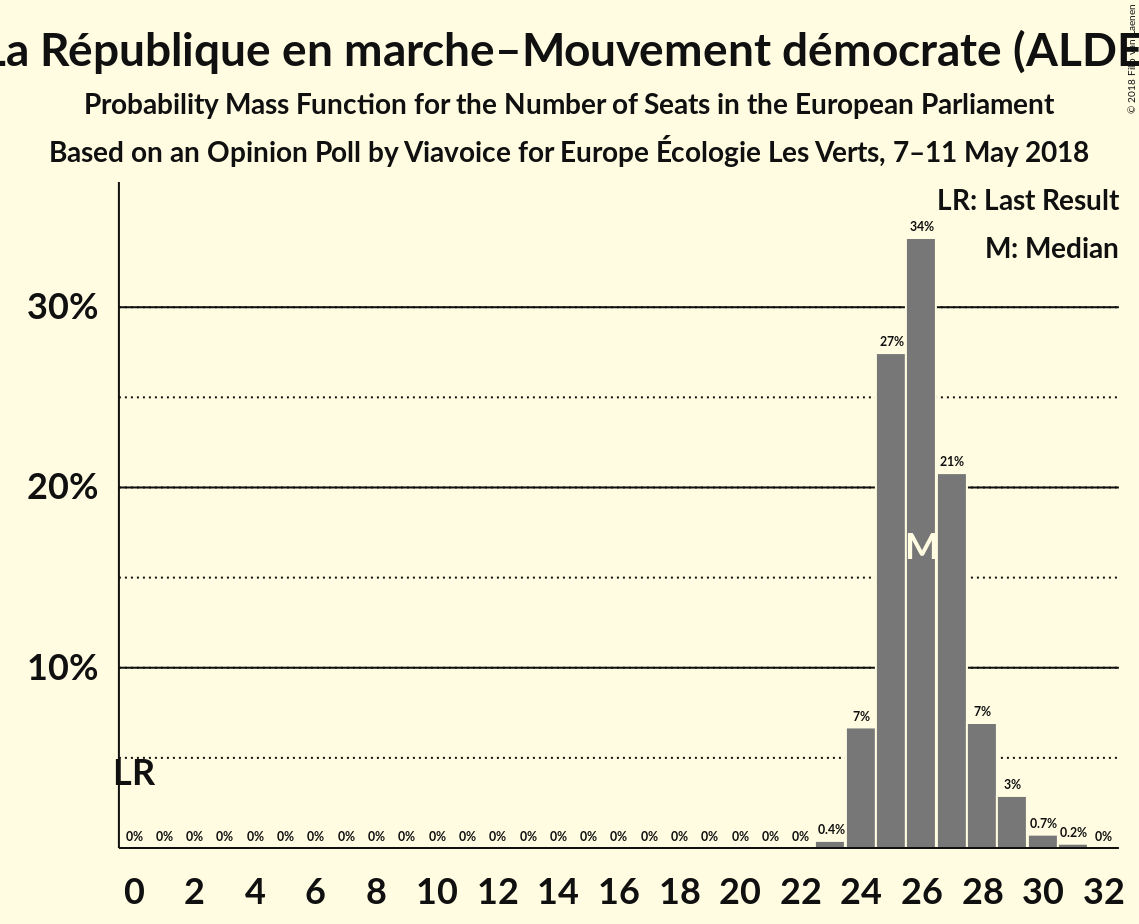 La République en marche–Mouvement démocrate (ALDE
Probability Mass Function for the Number of Seats in the European Parliament
Based on an Opinion Poll by Viavoice for Europe Écologie Les Verts, 7–11 May 2018
© 2018
LR: Last Result
M: Median
34%
30%
27%
21%
20%
M
10%
7% 7%
LR
3%
0% 0% 0% 0% 0% 0% 0% 0% 0% 0% 0% 0% 0% 0% 0% 0% 0% 0% 0% 0% 0% 0% 0% 0.4% 0.7% 0.2% 0%
0 2 4 6 8 10 12 14 16 18 20 22 24 26 28 30 32